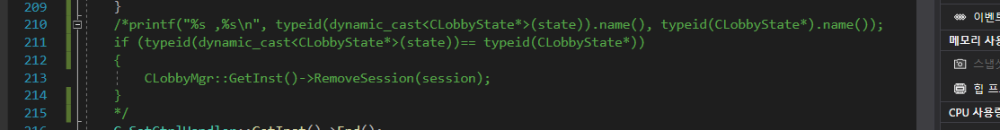 209 }
210 /*printf("%s ,%s\n", typeid(dynamic_cast<CLobbyState*>(state)).name(), typeid(CLobbyState*).name());
211 if (typeid(dynamic_cast<CLobbyState*>(state))== typeid(CLobbyState*))
212 {
213 CLobbyMgr::GetInst()->RemoveSession(session);
214 }
215 */
이벤트
메모리 사용
스냅
힙 프
CPU 사용량